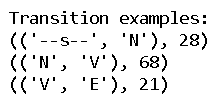 Transition examples:
(('--s--', 'N'), 28)
(('N', 'V'), 68)
(('V', 'E'), 21)